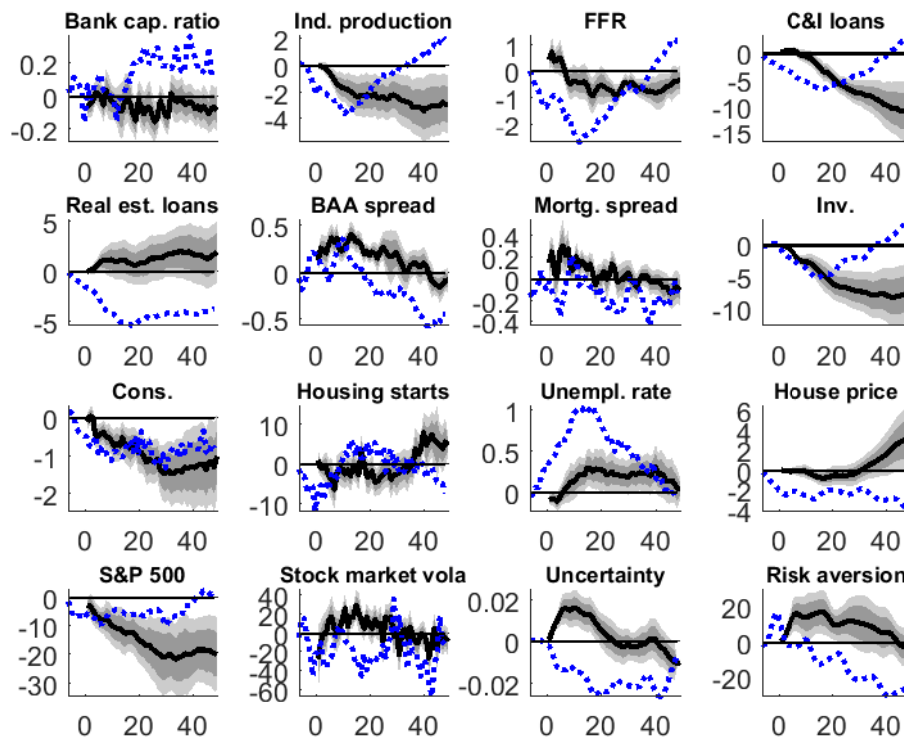 Bank cap. ratio Ind. production FFR C&I loans
0.2 0 -0.2
2 0 -2 -4
1 0 -1 -2
0 -5 -10 -15
0 20 40 0 20 40 0 20 40 0 20 40
Real est. loans BAA spread Mortg. spread Inv.
5 0 -5
0.5 0 -0.5
0.4 0.2 0 -0.2 -0.4
0 -5 -10
0 20 40 0 20 40 0 20 40 0 20 40
Cons. Housing starts Unempl. rate House price
0 -1 -2
10 0 -10
1 0.5 0
6 4 2 0 -2 -4
0 20 40 0 20 40 0 20 40 0 20 40
S&P 500 Stock market vola Uncertainty Risk aversion
0 -10 -20 -30
40 20 0 -20 -40 -60
0.02 0 -0.02
20 0 -20
0 20 40 0 20 40 0 20 40 0 20 40